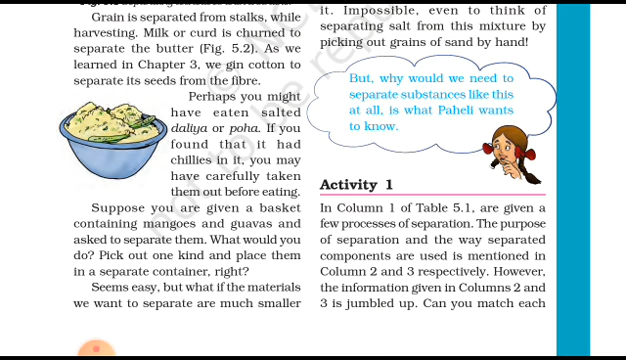 Grain is separated from stalks, while
harvesting. Milk or curd is churned to
separate the butter (Fig. 5.2). As we
learned in Chapter 3, we gin cotton to
separate its seeds from the fibre.
Perhaps you might
have eaten salted
daliya or poha. If you
found that it had
chillies in it, you may
have carefully taken
them out before eating.
Suppose you are given a basket
containing mangoes and guavas and
asked to separate them. What would you
do? Pick out one kind and place them
in a separate container, right?
Seems easy, but what if the materials
we want to separate are much smaller
it. Impossible, even to think of
separating salt from this mixture by
picking out grains of sand by hand!
But, why would we need to
separate substances like this
at all, is what Paheli wants
to know.
Activity 1
In Column 1 of Table 5.1, are given a
few processes of separation. The purpose
of separation and the way separated
components are used is mentioned in
Column 2 and 3 respectively. However,
the information given in Columns 2 and
3 is jumbled up. Can you match each